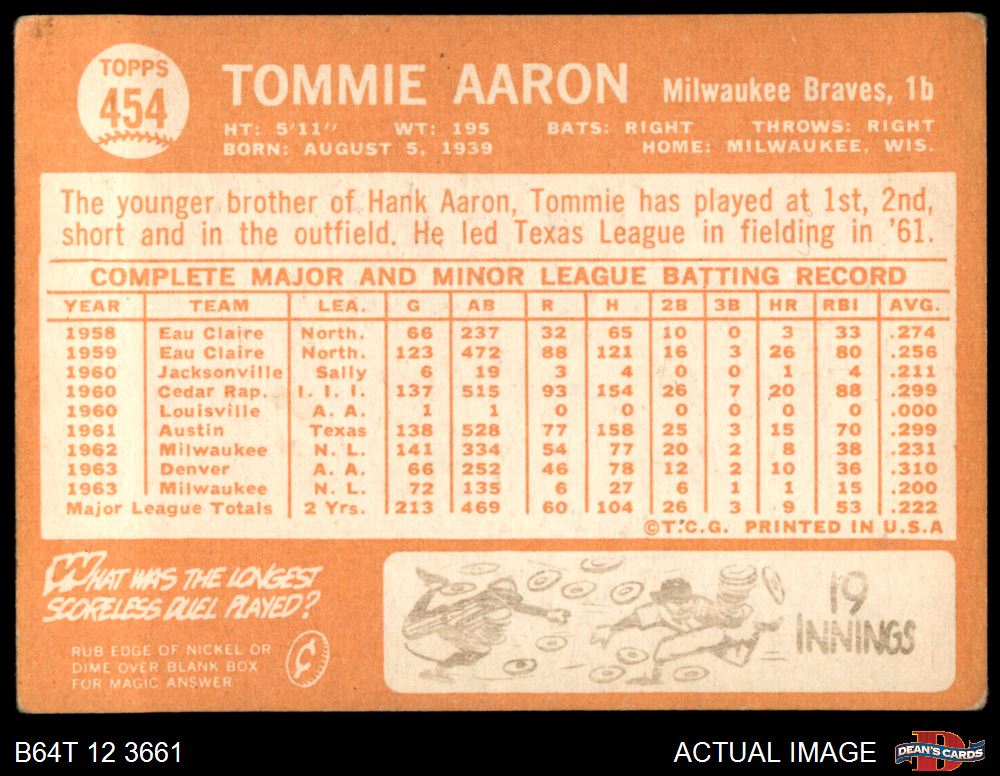 TOPPS
454
TOMMIE AARON Milwaukee Braves, 1b
HT: 5'11" WT: 195 BATS: RIGHT THROWS: RIGHT
BORN: AUGUST 5, 1939 HOME: MILWAUKEE, WIS.
The younger brother of Hank Aaron, Tommie has played at 1st, 2nd,
short and in the outfield. He led Texas League in fielding in '61.
COMPLETE MAJOR AND MINOR LEAGUE BATTING RECORD
YEAR TEAM LEA. G AB R H 2B 3B HR RBI AVG.
1958 Eau Claire North. 66 237 32 65 10 0 3 33 .274
1959 Eau Claire North. 123 472 88 121 16 3 26 80 .256
1960 Jacksonville Sally 6 19 3 4 0 0 1 4 .211
1960 Cedar Rap. I. I. I. 137 515 93 154 26 7 20 88 .299
1960 Louisville A. A. 1 1 0 0 0 0 0 0 .000
1961 Austin Texas 138 528 77 158 25 3 15 70 .299
1962 Milwaukee N. L. 141 334 54 77 20 2 8 38 .231
1963 Denver A. A. 66 252 46 78 12 2 10 36 .310
1963 Milwaukee N. L. 72 135 6 27 6 1 1 15 .200
Major League Totals 2 Yrs. 213 469 60 104 26 3 9 53 .222
©T.C.G. PRINTED IN U.S.A
WHAT WAS THE LONGEST
SCORELESS DUEL PLAYED?
RUB EDGE OF NICKEL OR
DIME OVER BLANK BOX
FOR MAGIC ANSWER
¢
19
INNINGS
B64T 12 3661 ACTUAL IMAGE DEAN'S CARDS